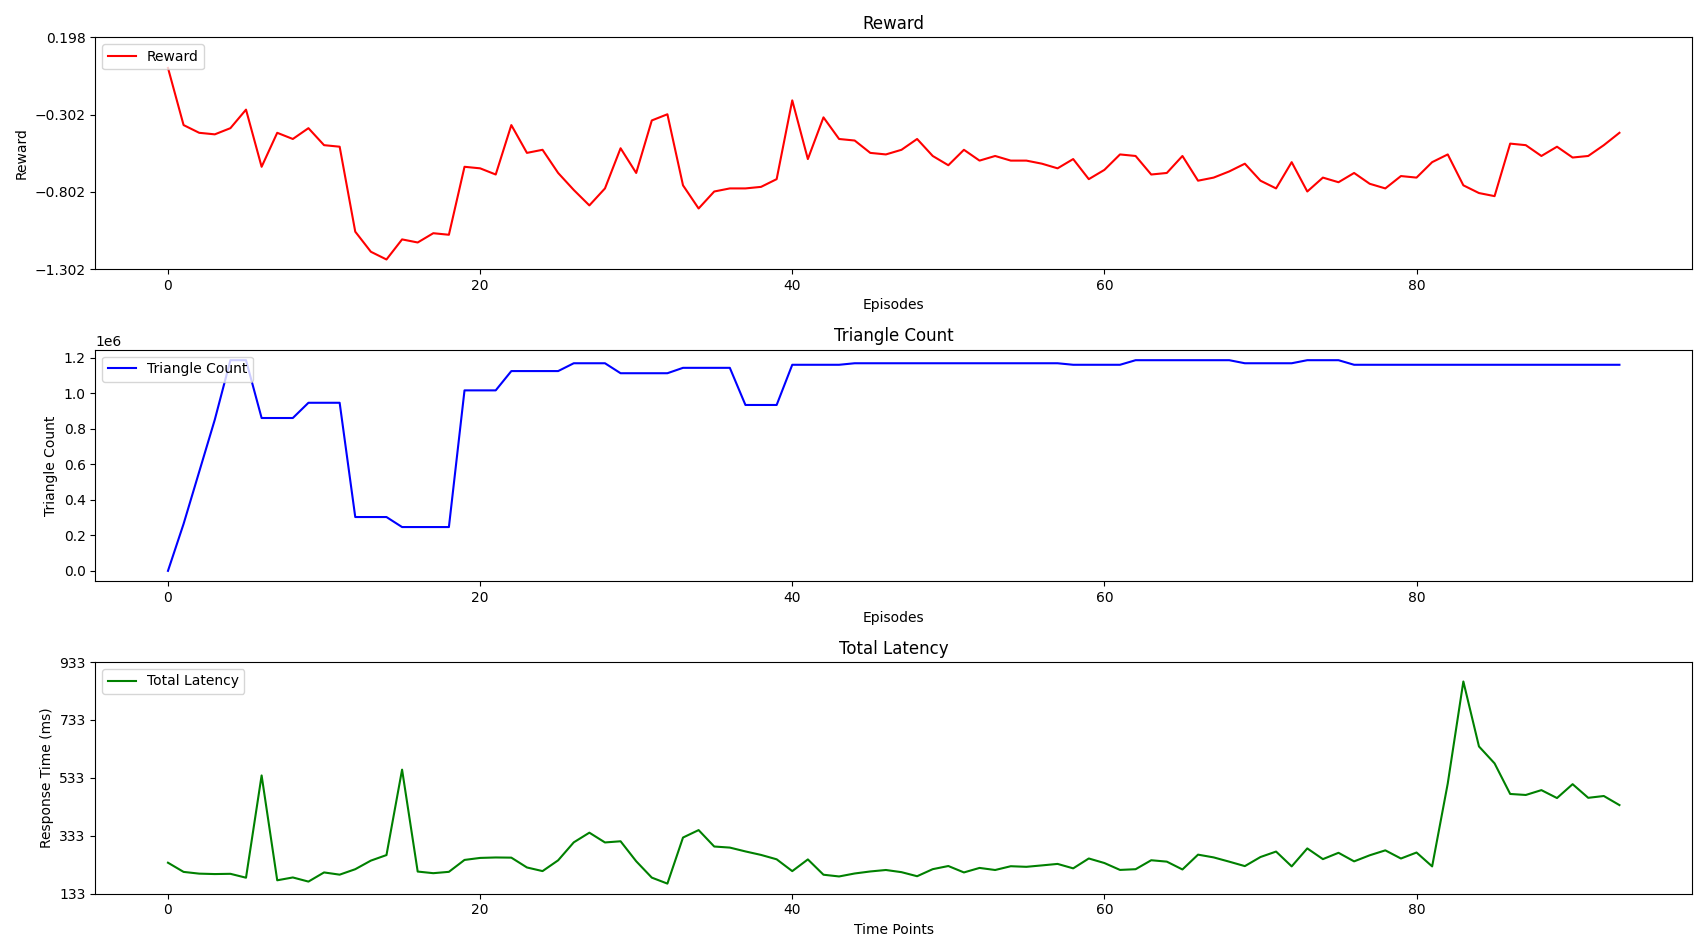 Reward
0.198
−0.302
−0.802
−1.302
Reward
Reward
0 20 40 60 80
Episodes
Triangle Count
1e6
1.2
1.0
0.8
0.6
0.4
0.2
0.0
Triangle Count
Triangle Count
0 20 40 60 80
Episodes
Total Latency
933
733
533
333
133
Response Time (ms)
Total Latency
0 20 40 60 80
Time Points